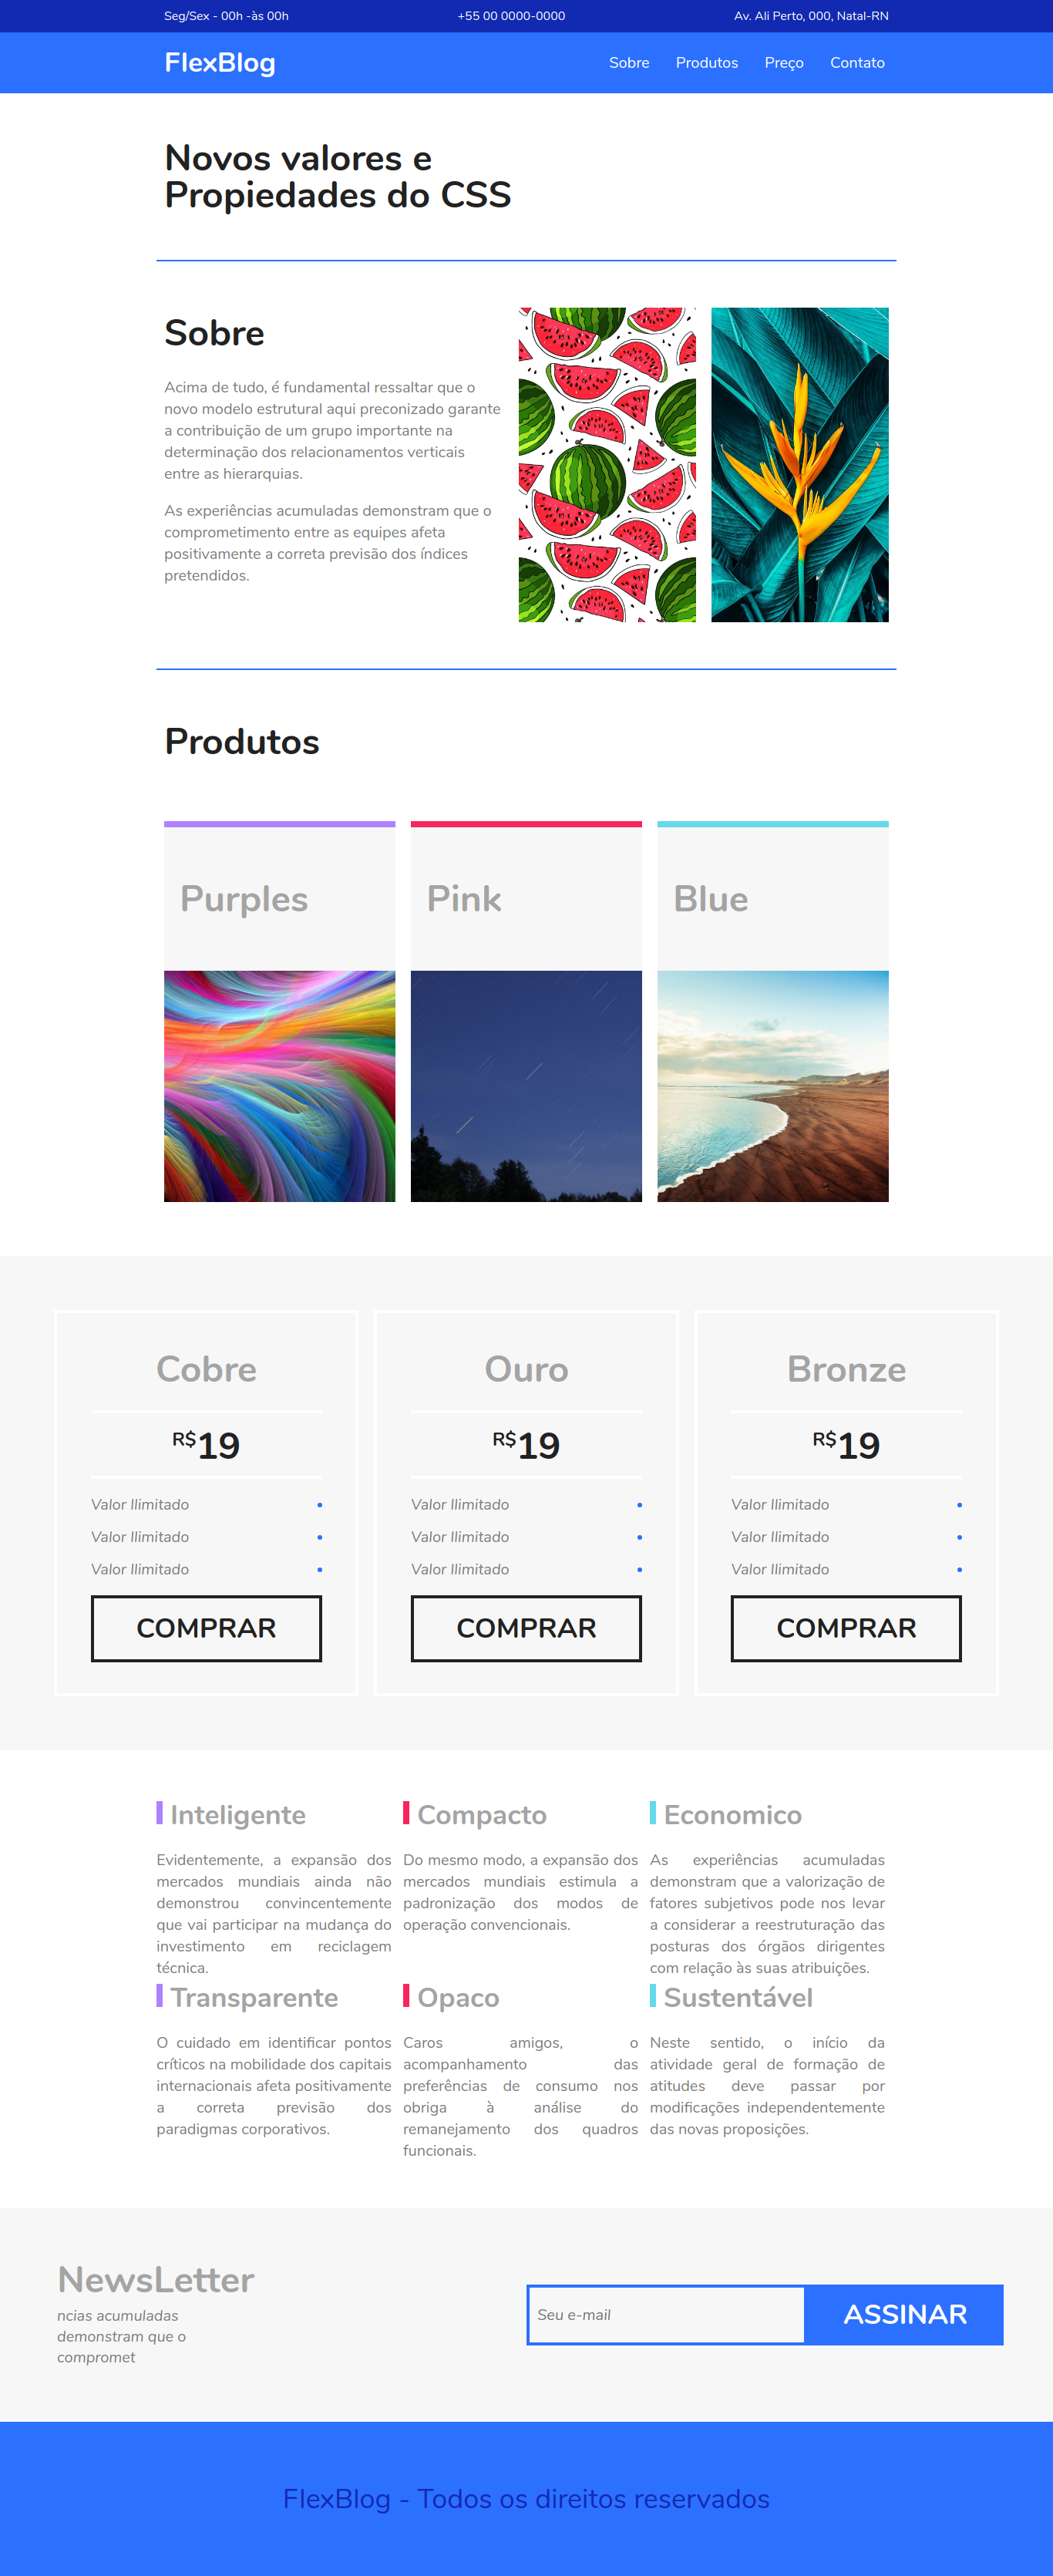 Seg/Sex - 00h -às 00h
+55 00 0000-0000
Av. Ali Perto, 000, Natal-RN
FlexBlog
Sobre
Produtos
Preço
Contato
Novos valores e
Propiedades do CSS
Sobre
Acima de tudo, é fundamental ressaltar que o
novo modelo estrutural aqui preconizado garante
a contribuição de um grupo importante na
determinação dos relacionamentos verticais
entre as hierarquias.
As experiências acumuladas demonstram que o
comprometimento entre as equipes afeta
positivamente a correta previsão dos índices
pretendidos.
Produtos
Purples
Pink
Blue
Cobre
R$19
Valor Ilimitado
Valor Ilimitado
Valor Ilimitado
COMPRAR
Ouro
R$19
Valor Ilimitado
Valor Ilimitado
Valor Ilimitado
COMPRAR
Bronze
R$19
Valor Ilimitado
Valor Ilimitado
Valor Ilimitado
COMPRAR
Inteligente
Evidentemente, a expansão dos
mercados mundiais ainda não
demonstrou convincentemente
que vai participar na mudança do
investimento em reciclagem
técnica.
Compacto
Do mesmo modo, a expansão dos
mercados mundiais estimula a
padronização dos modos de
operação convencionais.
Economico
As experiências acumuladas
demonstram que a valorização de
fatores subjetivos pode nos levar
a considerar a reestruturação das
posturas dos órgãos dirigentes
com relação às suas atribuições.
Transparente
O cuidado em identificar pontos
críticos na mobilidade dos capitais
internacionais afeta positivamente
a correta previsão dos
paradigmas corporativos.
Opaco
Caros amigos, o
acompanhamento das
preferências de consumo nos
obriga à análise do
remanejamento dos quadros
funcionais.
Sustentável
Neste sentido, o início da
atividade geral de formação de
atitudes deve passar por
modificações independentemente
das novas proposições.
NewsLetter
ncias acumuladas
demonstram que o
compromet
Seu e-mail
ASSINAR
FlexBlog - Todos os direitos reservados